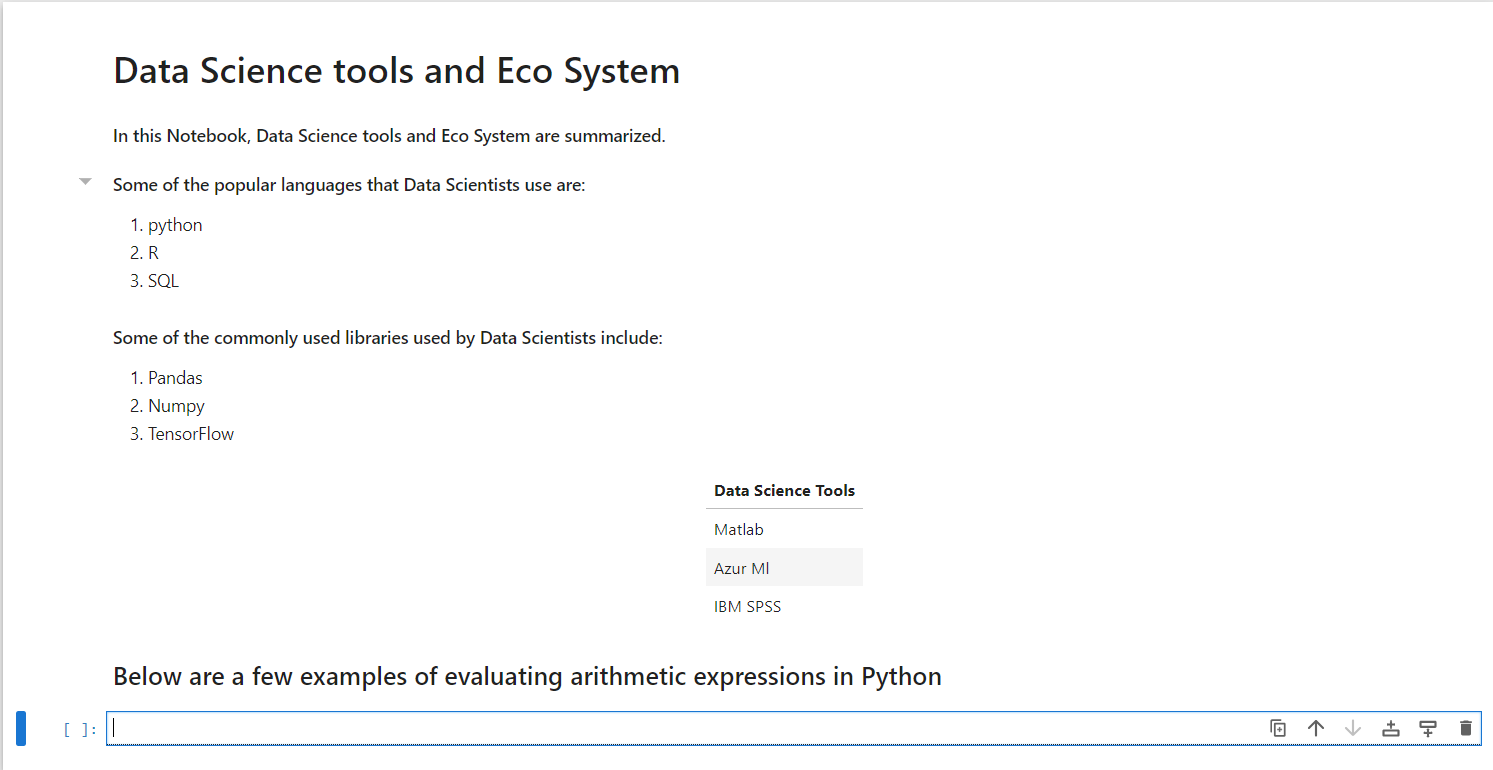 Data Science tools and Eco System
In this Notebook, Data Science tools and Eco System are summarized.
Some of the popular languages that Data Scientists use are:
1. python
2. R
3. SQL
Some of the commonly used libraries used by Data Scientists include:
1. Pandas
2. Numpy
3. TensorFlow
Data Science Tools
Matlab
Azur Ml
IBM SPSS
Below are a few examples of evaluating arithmetic expressions in Python
[ ]: